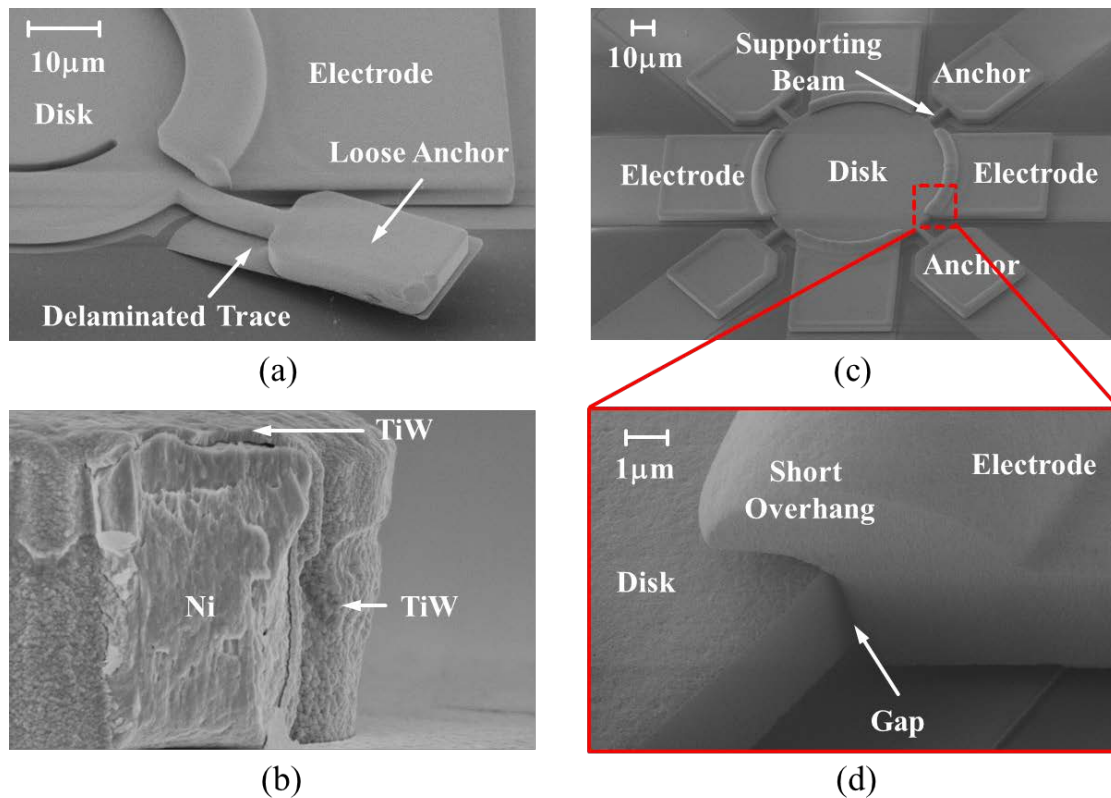 10μm
Electrode
Disk
Loose Anchor
Delaminated Trace
(a)
10μm
Supporting
Beam
Anchor
Electrode
Disk
Electrode
Anchor
(c)
TiW
Ni
TiW
(b)
1μm
Electrode
Short
Overhang
Disk
Gap
(d)